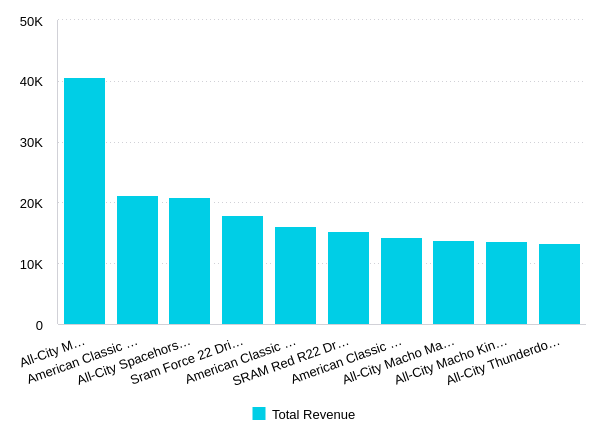 50K
40K
30K
20K
10K
0
All-City M...
American Classic ...
All-City Spacehors...
Sram Force 22 Dri...
American Classic ...
SRAM Red R22 Dr...
American Classic ...
All-City Macho Ma...
All-City Macho Kin...
All-City Thunderdo...
Total Revenue